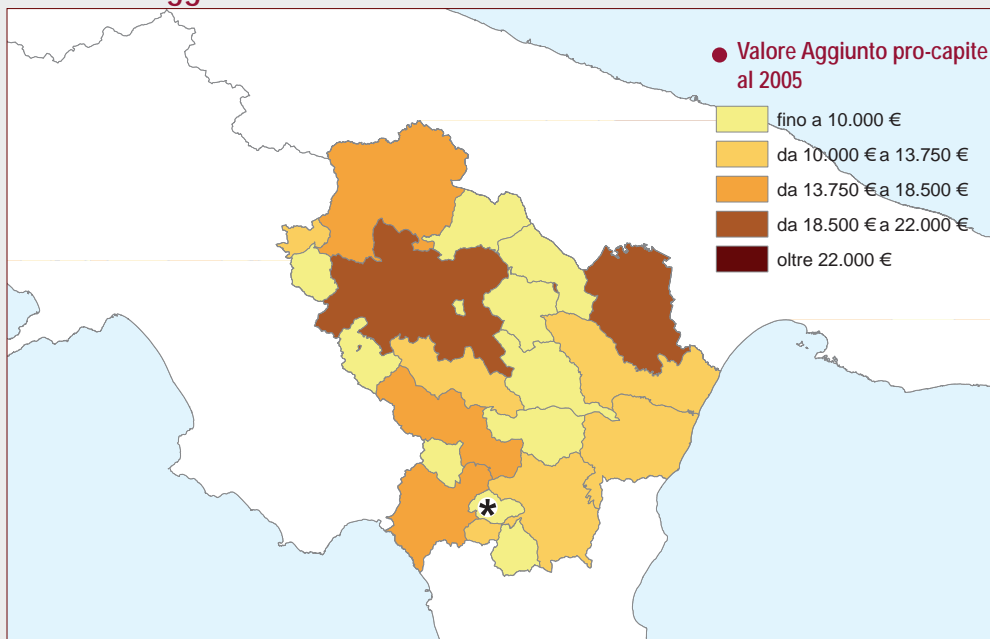 Valore Aggiunto pro-capite
al 2005
fino a 10.000 €
da 10.000 € a 13.750 €
da 13.750 € a 18.500 €
da 18.500 € a 22.000 €
oltre 22.000 €
*